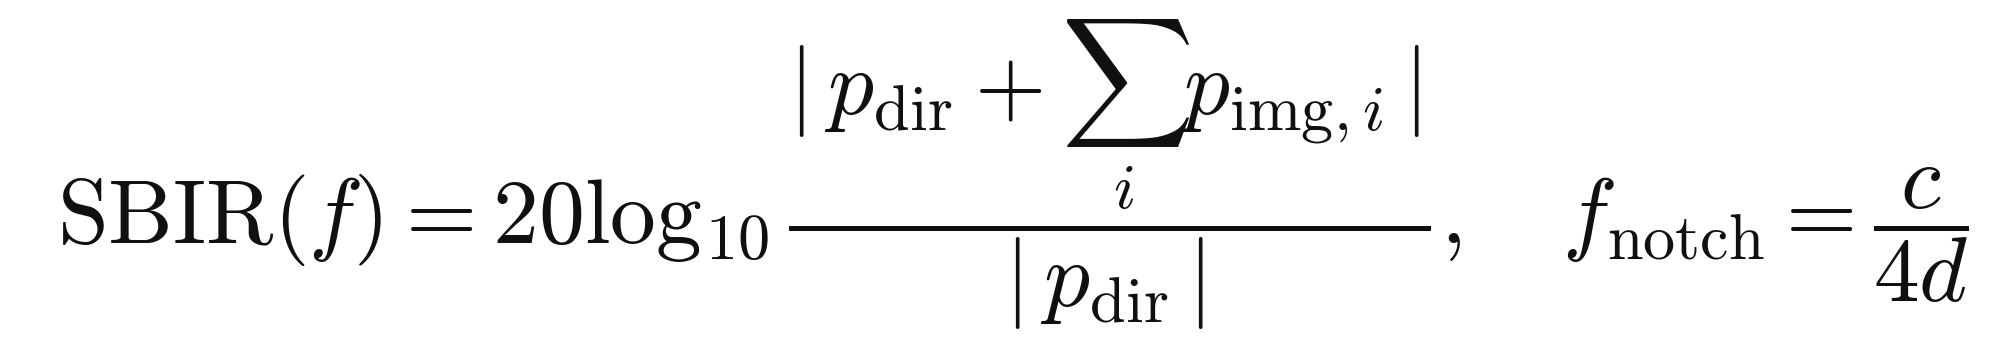 SBIR(f) = 20log₁₀ |p_dir + ∑_i p_img, i| / |p_dir| , f_notch = c / 4d